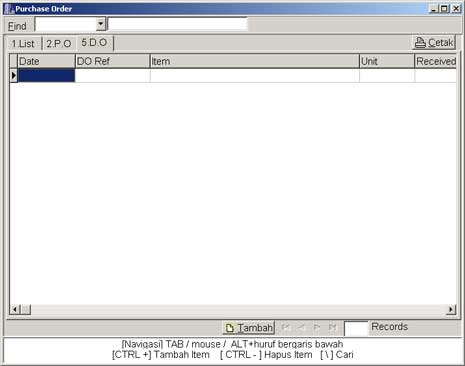 Purchase Order
Find
1.List 2.P.O 5.D.O Cetak
Date DO Ref Item Unit Received
Tambah Records
[Navigasi] TAB / mouse / ALT+huruf bergaris bawah
[CTRL +] Tambah Item [ CTRL - ] Hapus Item [ \ ] Cari